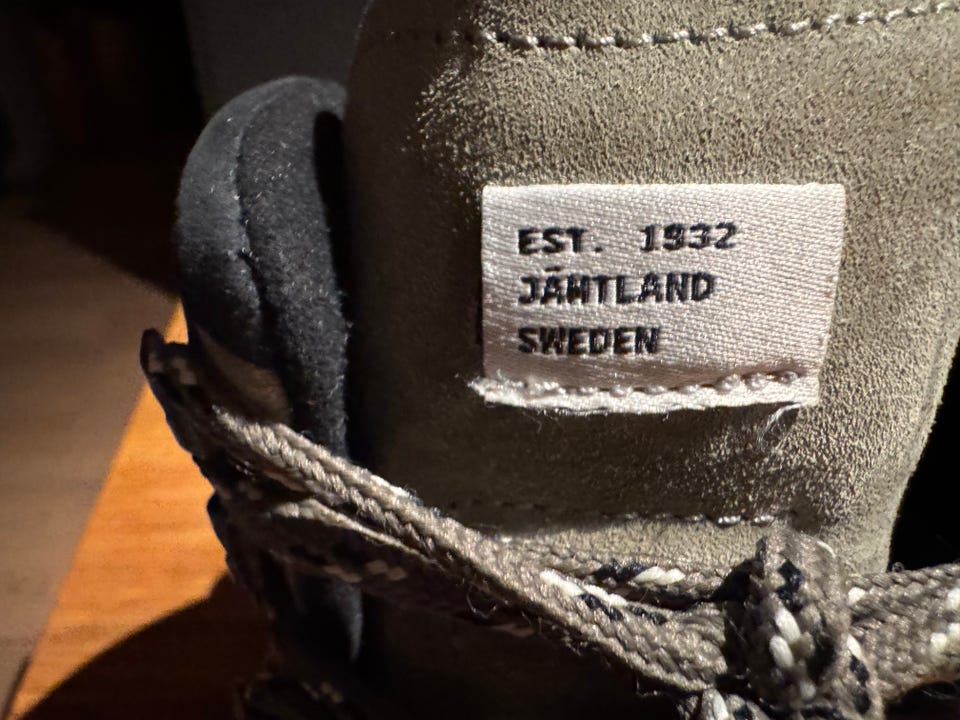 EST. 1932
JÄMTLAND
SWEDEN